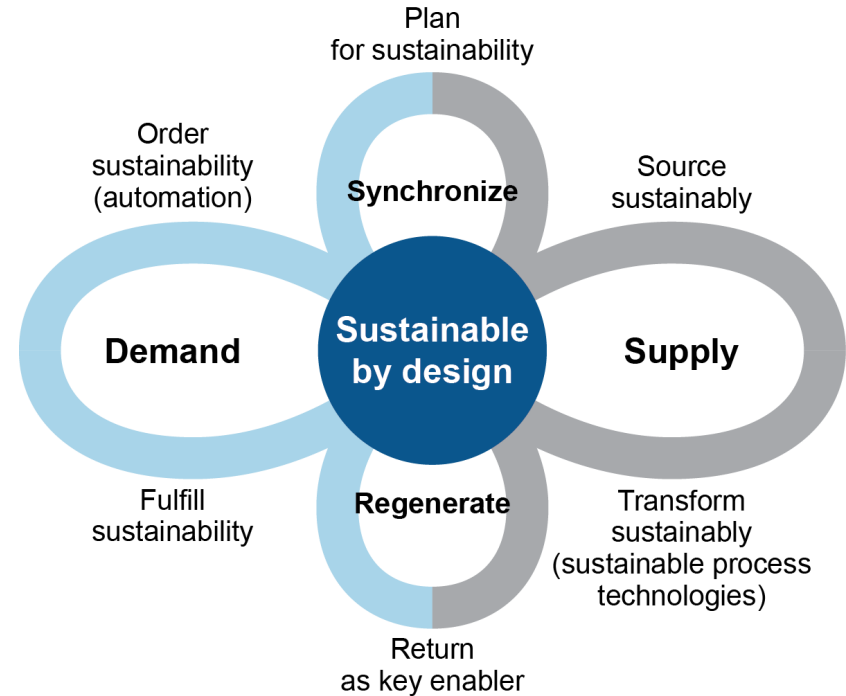 Plan
for sustainability
Order
sustainability
(automation)
Source
sustainably
Synchronize
Demand
Sustainable
by design
Supply
Regenerate
Fulfill
sustainability
Transform
sustainably
(sustainable process
technologies)
Return
as key enabler